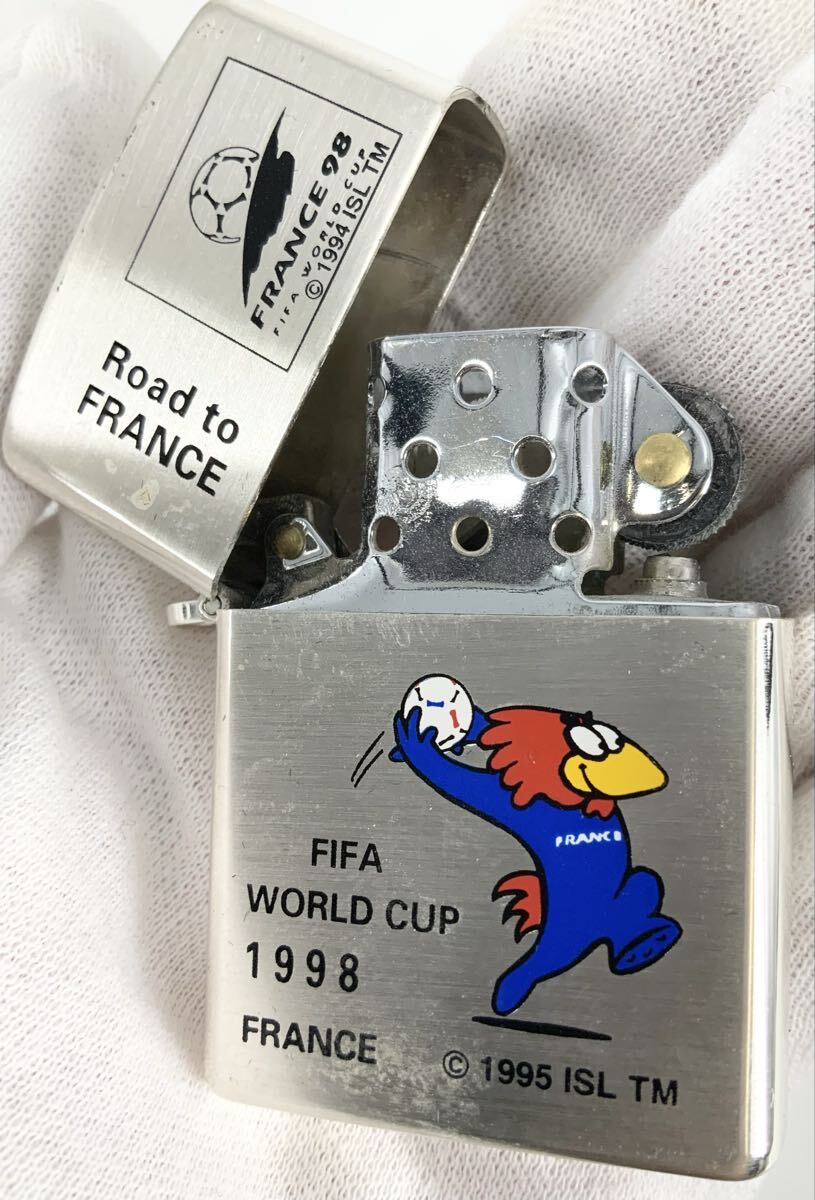 FRANCE 98
FIFA WORLD CUP
© 1994 ISL TM
Road to
FRANCE
FRANCE
FIFA
WORLD CUP
1998
FRANCE
© 1995 ISL TM